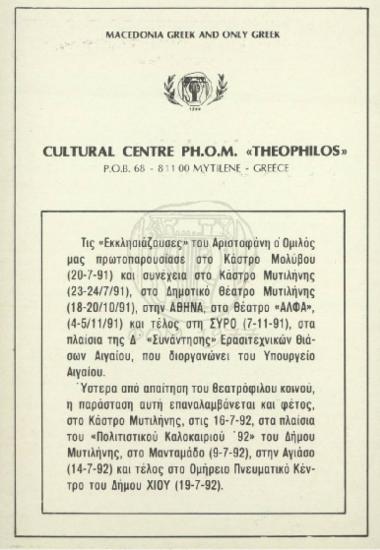 MACEDONIA GREEK AND ONLY GREEK
CULTURAL CENTRE PH.O.M. «THEOPHILOS»
P.O.B. 68 - 811 00 MYTILENE - GREECE
Τις «Εκκλησιάζουσες» του Αριστοφάνη ο Ομιλός
μας πρωτοπαρουσίασε στο Κάστρο Μολύβου
(20-7-91) και συνέχεια στο Κάστρο Μυτιλήνης
(23-24/7/91), στο Δημοτικό Θέατρο Μυτιλήνης
(18-20/10/91), στην ΑΘΗΝΑ, στο θέατρο «ΑΛΦΑ»,
(4-5/11/91) και τέλος στη ΣΥΡΟ (7-11-91), στα
πλαίσια της Δ΄ «Συνάντησης» Ερασιτεχνικών Θιά-
σων Αιγαίου, που διοργανώνει του Υπουργείο
Αιγαίου.
Ύστερα από απαίτηση του θεατρόφιλου κοινού,
η παράσταση αυτή επαναλαμβάνεται και φέτος,
στο Κάστρο Μυτιλήνης, στις 16-7-92, στα πλαίσια
του «Πολιτιστικού Καλοκαιριού ΄92» του Δήμου
Μυτιλήνης, στο Μανταμάδο (9-7-92), στην Αγιάσο
(14-7-92) και τέλος στο Ομήρειο Πνευματικό Κέν-
τρο του Δήμου ΧΙΟΥ (19-7-92).